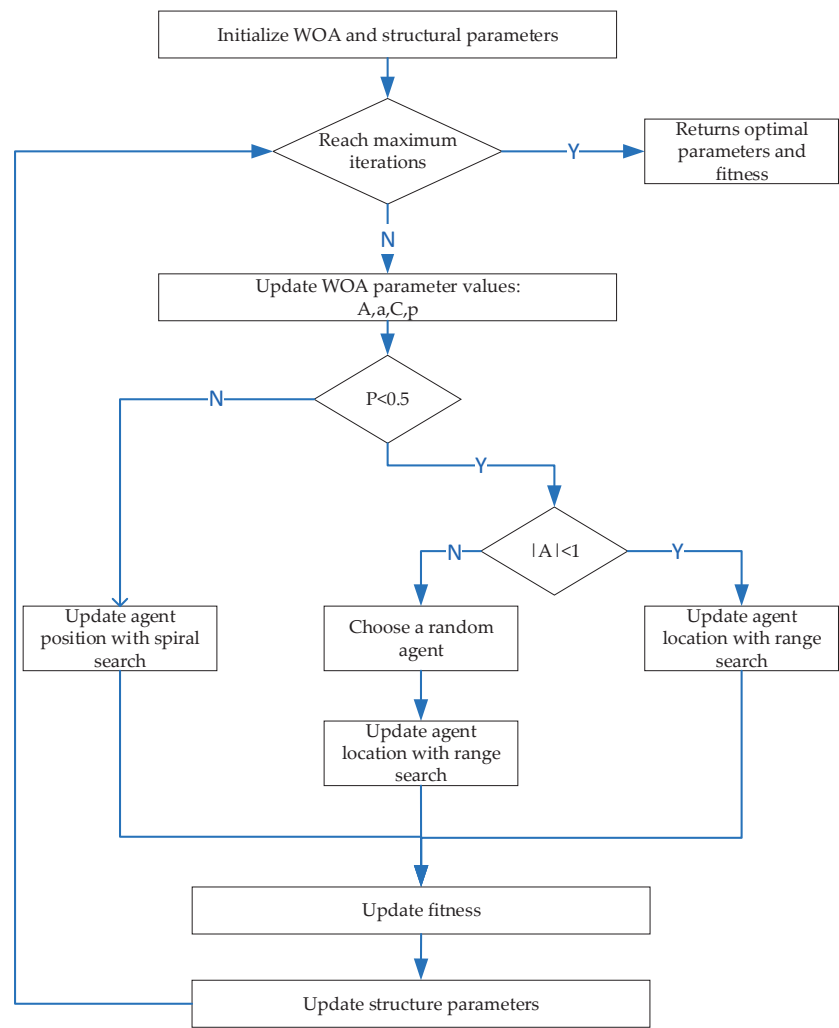 Initialize WOA and structural parameters
Reach maximum
iterations
Y
Returns optimal
parameters and
fitness
N
Update WOA parameter values:
A,a,C,p
P<0.5
N
Y
|A|<1
N
Y
Update agent
position with spiral
search
Choose a random
agent
Update agent
location with range
search
Update agent
location with range
search
Update fitness
Update structure parameters